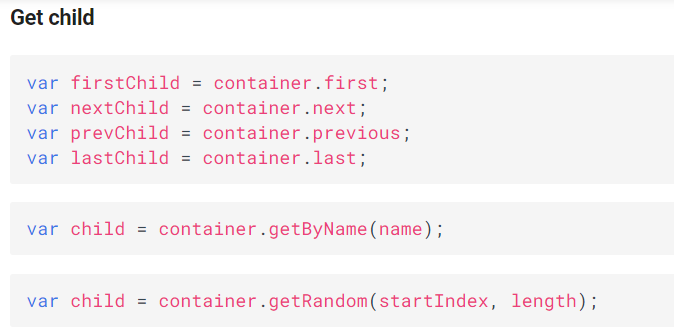 Get child
var firstChild = container.first;
var nextChild = container.next;
var prevChild = container.previous;
var lastChild = container.last;
var child = container.getByName(name);
var child = container.getRandom(startIndex, length);